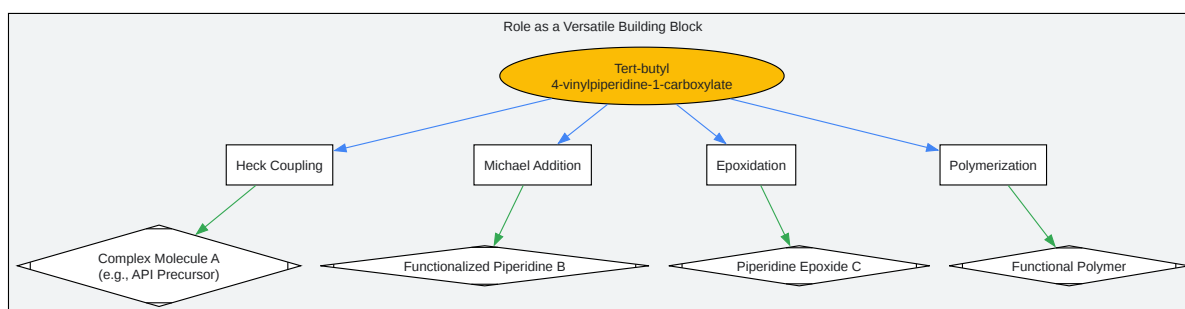 Role as a Versatile Building Block
Tert-butyl
4-vinylpiperidine-1-carboxylate
Heck Coupling
Michael Addition
Epoxidation
Polymerization
Complex Molecule A
(e.g., API Precursor)
Functionalized Piperidine B
Piperidine Epoxide C
Functional Polymer